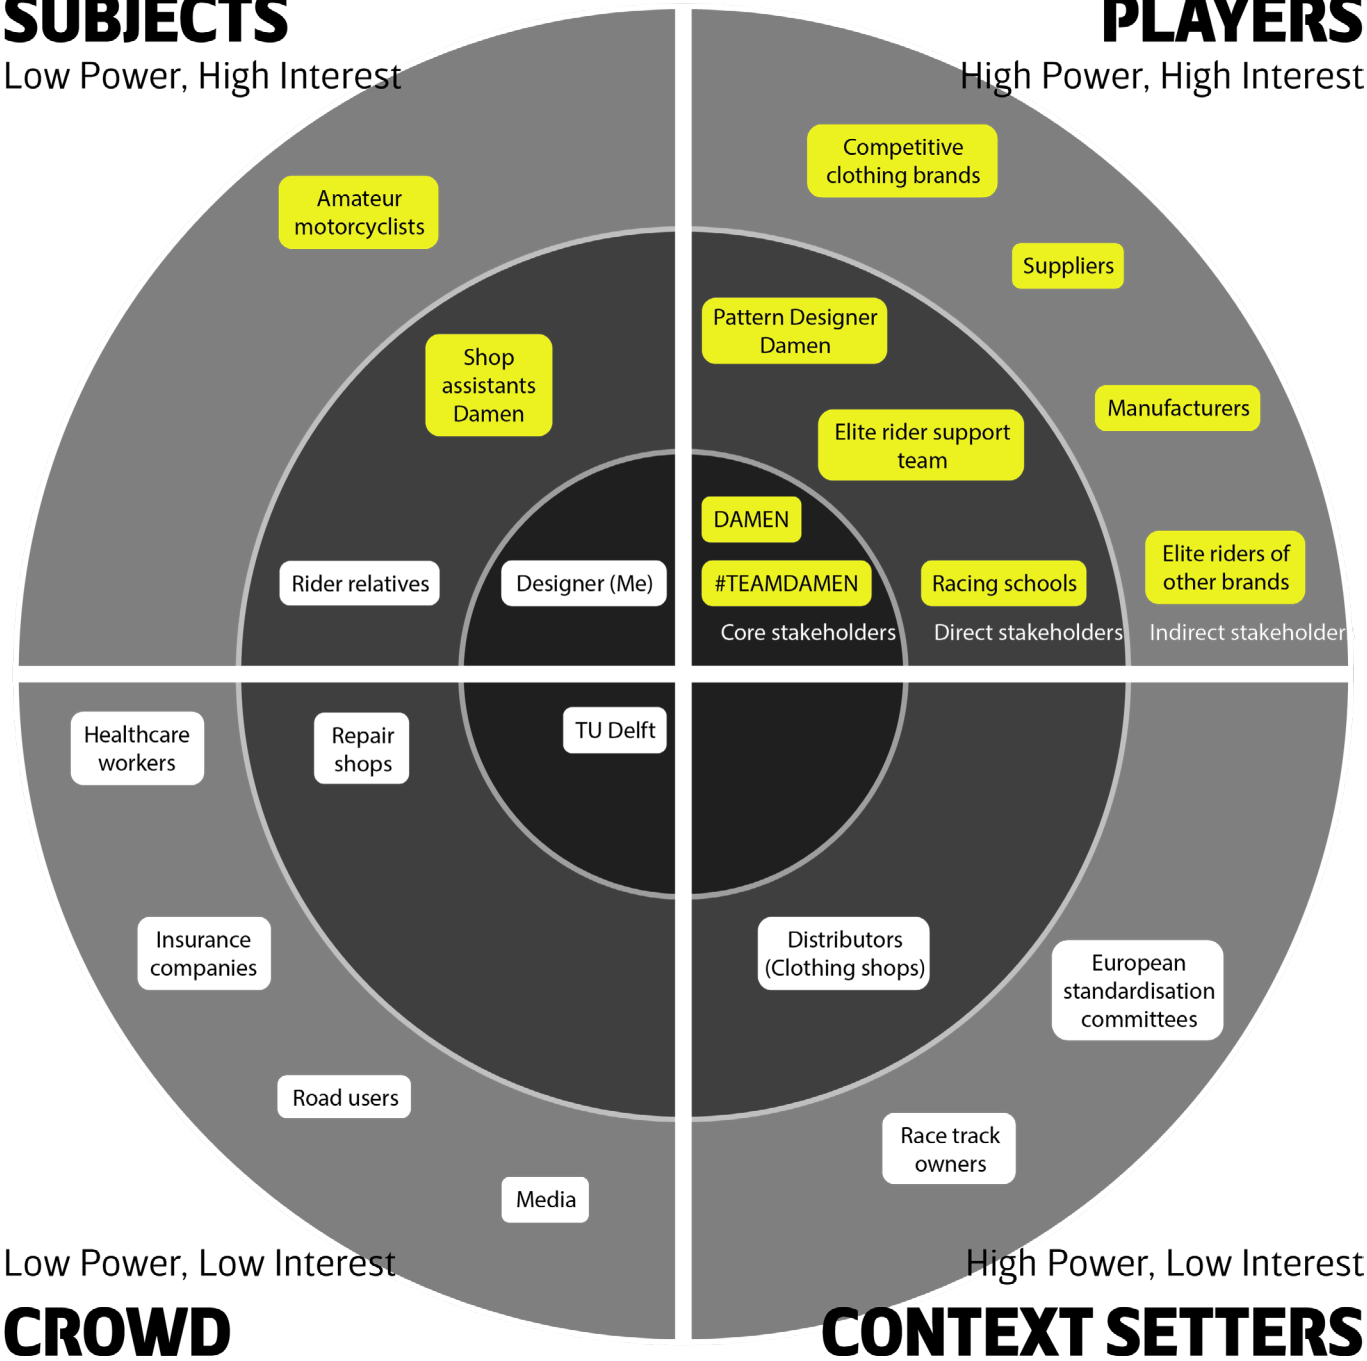 SUBJECTS
Low Power, High Interest
PLAYERS
High Power, High Interest
Amateur
motorcyclists
Shop
assistants
Damen
Rider relatives
Designer (Me)
Competitive
clothing brands
Suppliers
Pattern Designer
Damen
Manufacturers
Elite rider support
team
DAMEN
#TEAMDAMEN
Racing schools
Elite riders of
other brands
Core stakeholders
Direct stakeholders
Indirect stakeholder
Healthcare
workers
Repair
shops
TU Delft
Insurance
companies
Road users
Media
Distributors
(Clothing shops)
European
standardisation
committees
Race track
owners
Low Power, Low Interest
CROWD
High Power, Low Interest
CONTEXT SETTERS